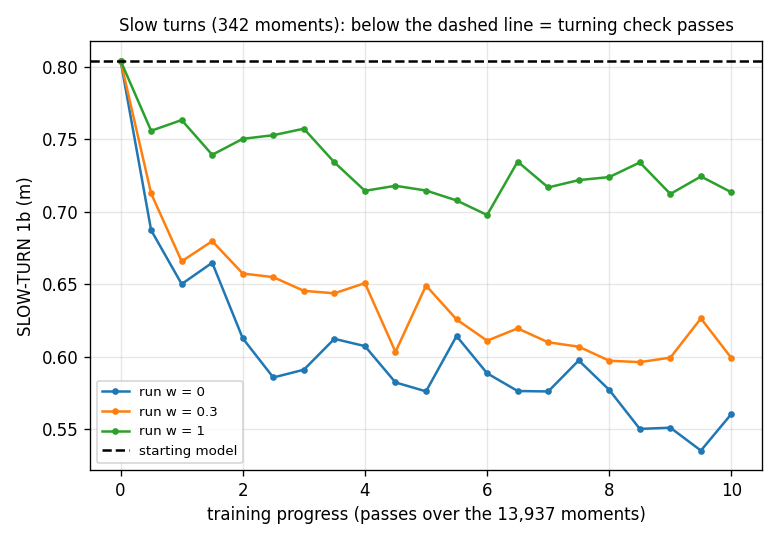 Slow turns (342 moments): below the dashed line = turning check passes
SLOW-TURN 1b (m)
0.80
0.75
0.70
0.65
0.60
0.55
run w = 0
run w = 0.3
run w = 1
starting model
0 2 4 6 8 10
training progress (passes over the 13,937 moments)